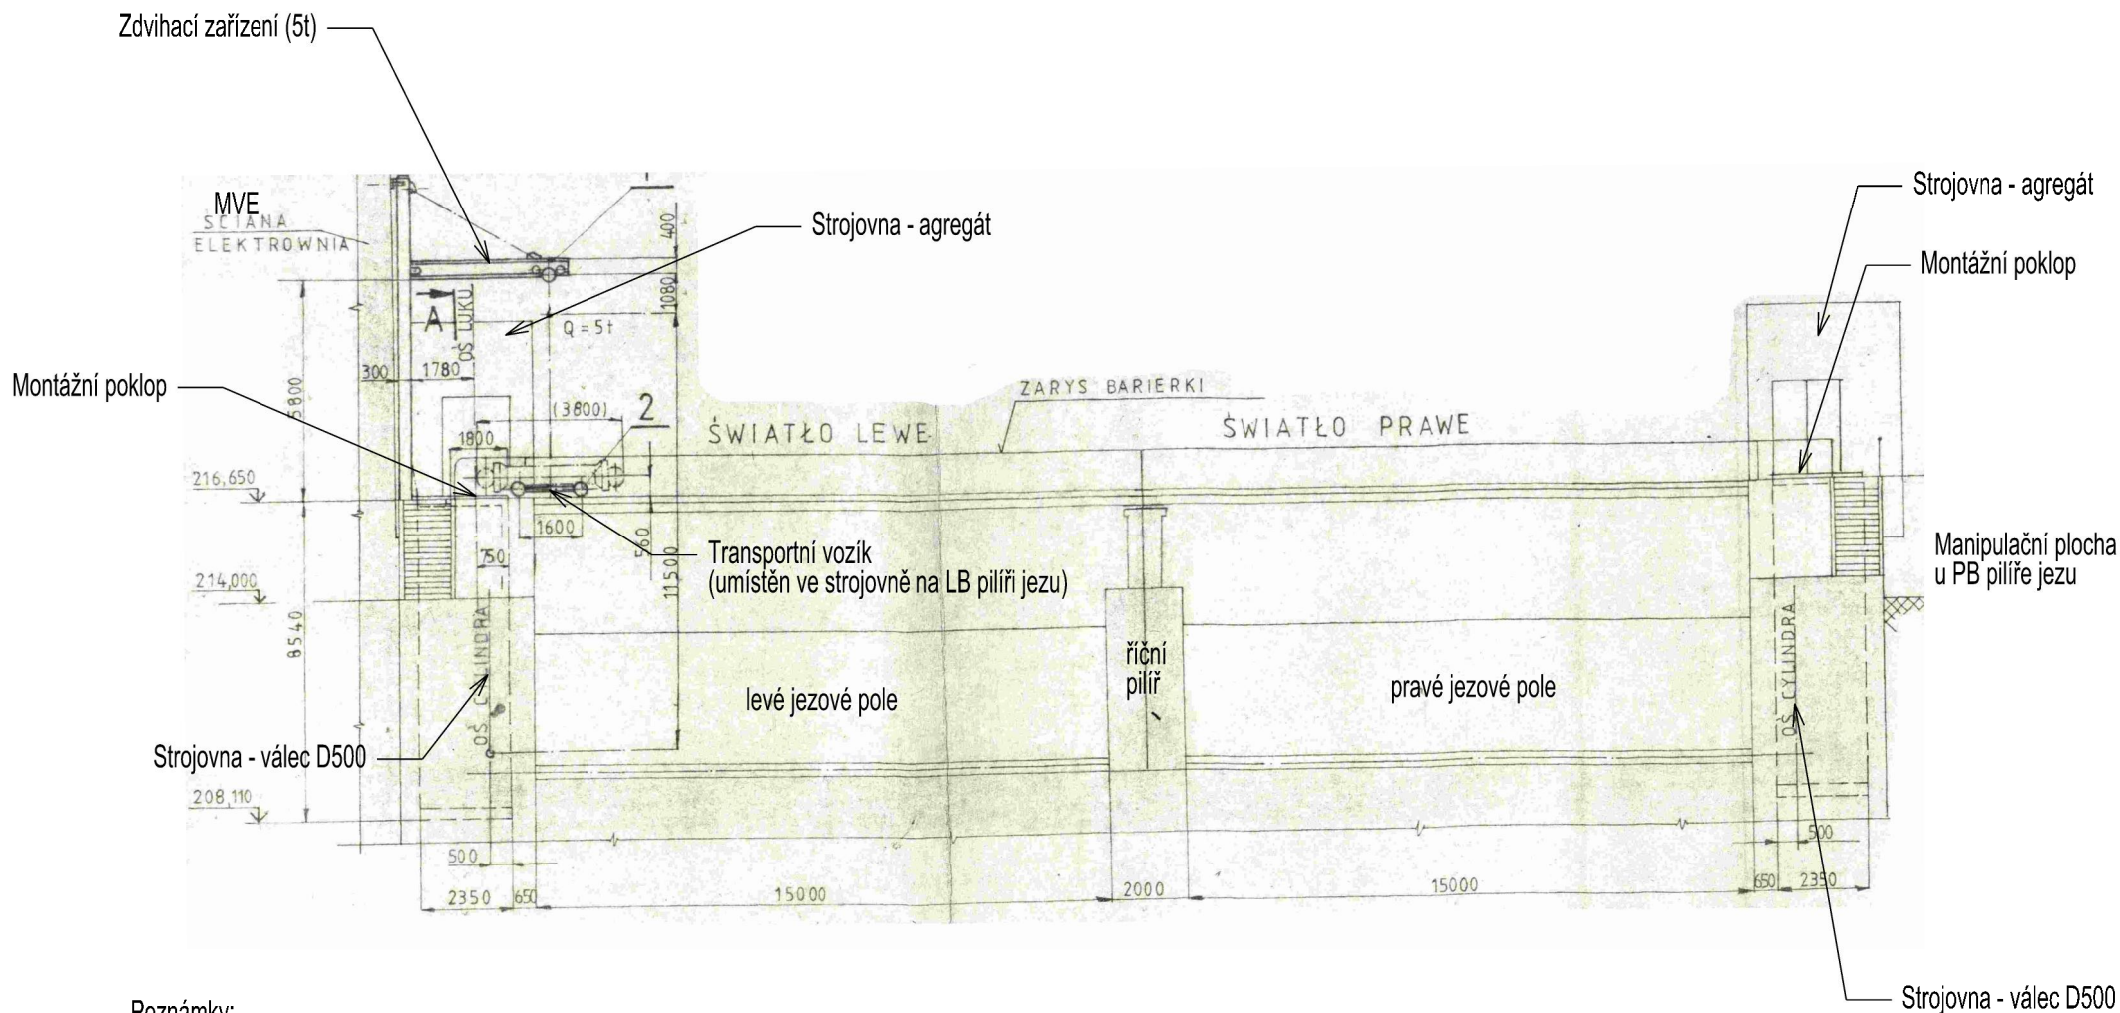 Zdvihací zařízení (5t)
MVE
ŚCIANA
ELEKTROWNIA
Strojovna - agregát
Strojovna - agregát
Montážní poklop
400
1080
A
OŚ ŁUKU
Q = 5t
300
1780
5800
Montážní poklop
(3800)
2
1800
ZARYS BARIERKI
ŚWIATŁO LEWE
ŚWIATŁO PRAWE
216,650
1600
750
560
11500
Transportní vozík
(umístěn ve strojovně na LB pilíři jezu)
Manipulační plocha
u PB pilíře jezu
214,000
8540
OŚ CYLINDRA
levé jezové pole
říční
pilíř
pravé jezové pole
OŚ CYLINDRA
Strojovna - válec D500
208,110
500
500
2350
650
15000
2000
15000
650
2350
Strojovna - válec D500
Poznámky: